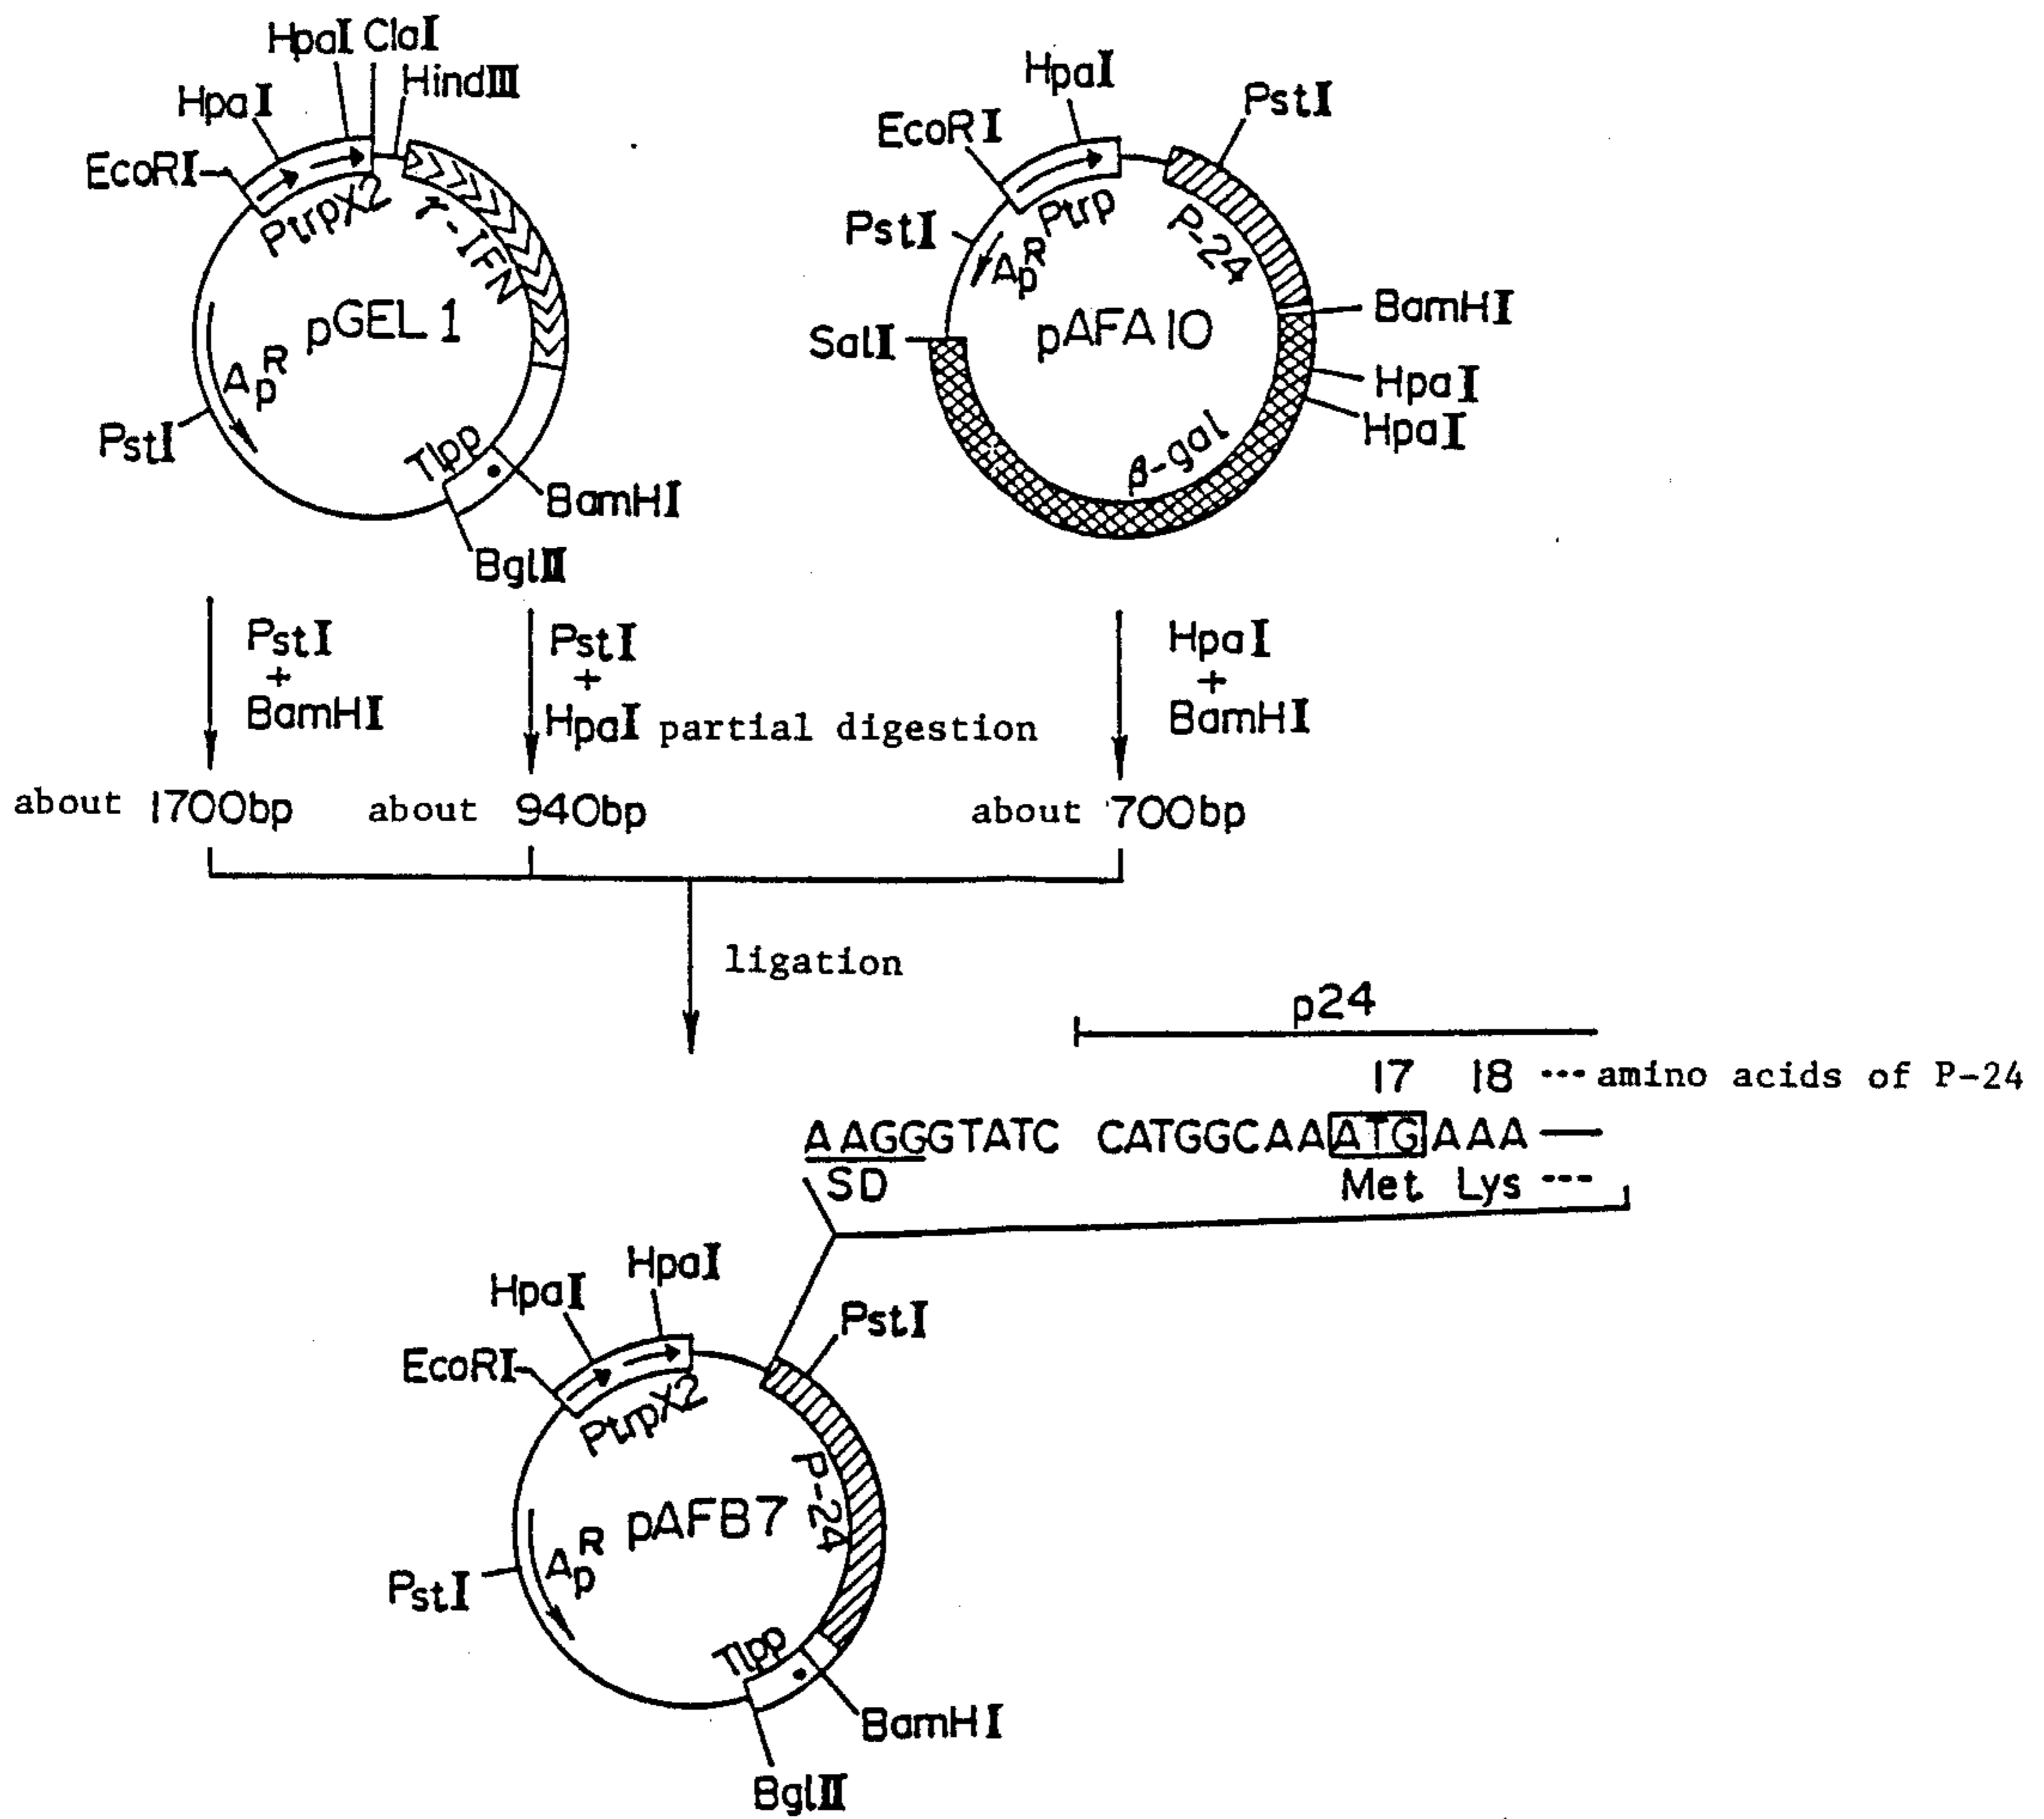 HpaI ClaI
HindIII
HpaI
EcoRI
PtrpX2
γ-IFN
pGEL 1
Ap^R
PstI
Tlpp
BamHI
BglII
HpaI
PstI
EcoRI
Ptrp
P-24
PstI
Ap^R
pAFA10
SalI
BamHI
HpaI
HpaI
β-gal
PstI
+
BamHI
PstI
+
HpaI partial digestion
HpaI
+
BamHI
about 1700bp
about 940bp
about 700bp
ligation
p24
17 18 --- amino acids of P-24
AAGGGTATC CATGGCAAATGAAA —
SD
Met Lys ---
HpaI
HpaI
PstI
EcoRI
PtrpX2
P-24
pAFB7
Ap^R
PstI
Tlpp
BamHI
BglII